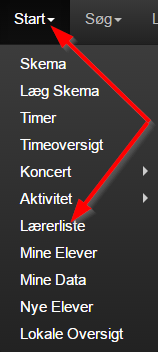 Start Søg L
Skema
Læg Skema
Timer
Timeoversigt
Koncert
Aktivitet
Lærerliste
Mine Elever
Mine Data
Nye Elever
Lokale Oversigt